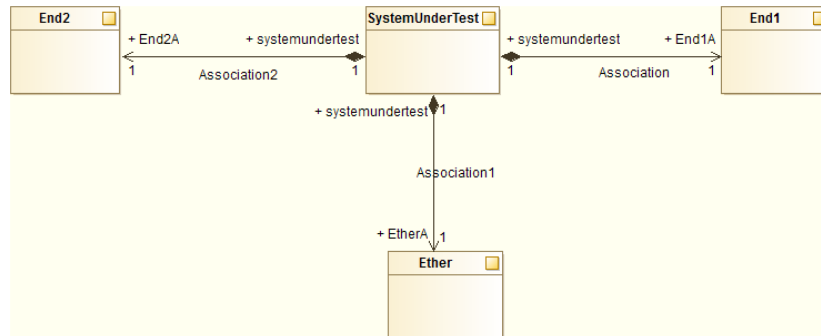 End2
SystemUnderTest
End1
+ End2A
+ systemundertest
+ systemundertest
+ End1A
1
1
1
1
Association2
Association
+ systemundertest
1
Association1
+ EtherA
1
Ether